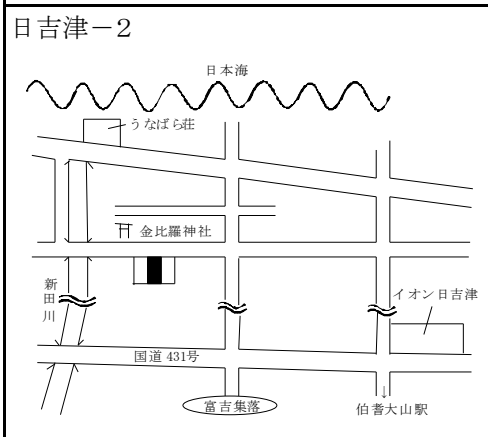 日吉津－2
日本海
うなばら荘
金比羅神社
新田川
イオン日吉津
国道431号
富吉集落
↓
伯耆大山駅